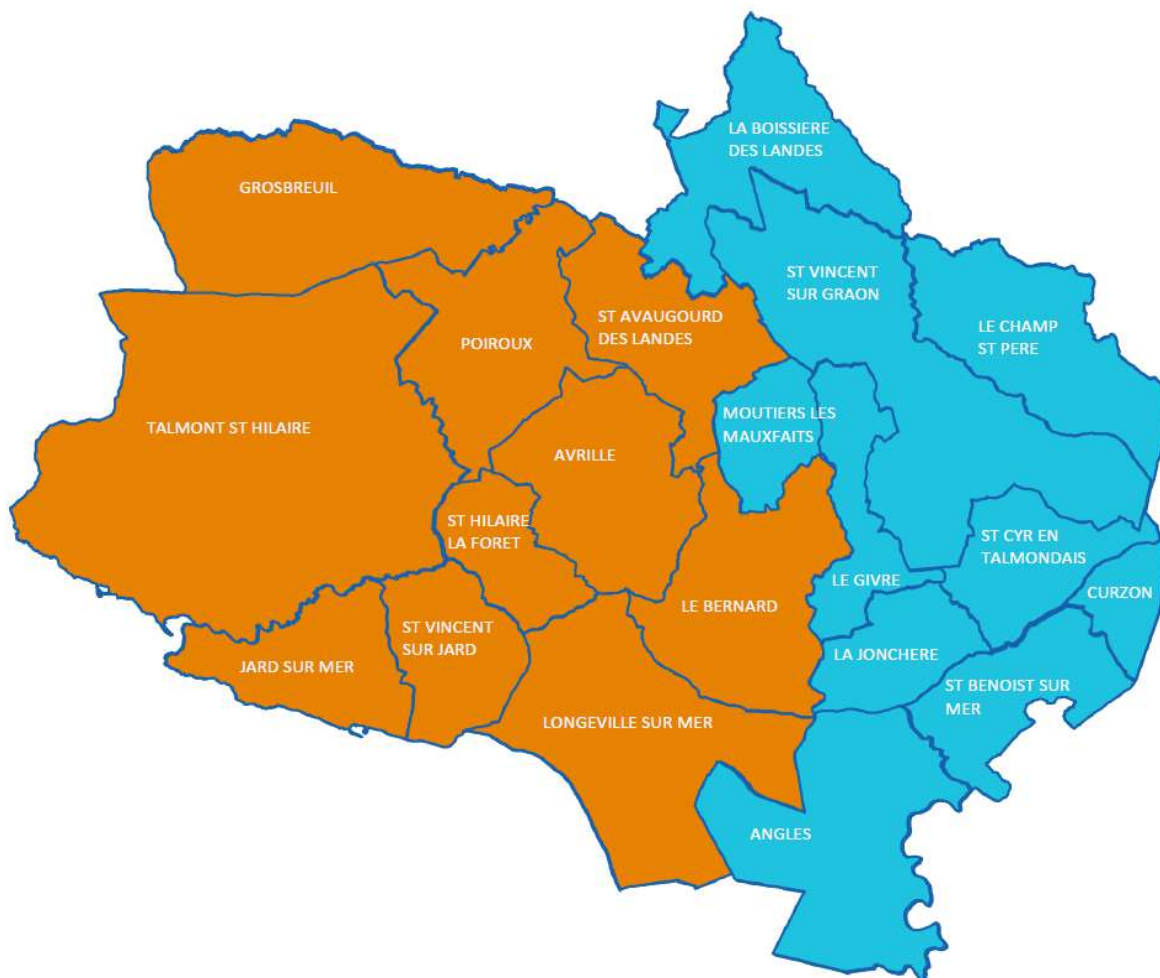 LA BOISSIERE
DES LANDES
GROSBREUIL
ST VINCENT
SUR GRAON
ST AVAUGOURD
DES LANDES
LE CHAMP
ST PERE
POIROUX
TALMONT ST HILAIRE
MOUTIERS LES
MAUXFAITS
AVRILLE
ST HILAIRE
LA FORET
ST CYR EN
TALMONDAIS
LE GIVRE
CURZON
LE BERNARD
ST VINCENT
SUR JARD
LA JONCHERE
JARD SUR MER
ST BENOIST SUR
MER
LONGEVILLE SUR MER
ANGLES